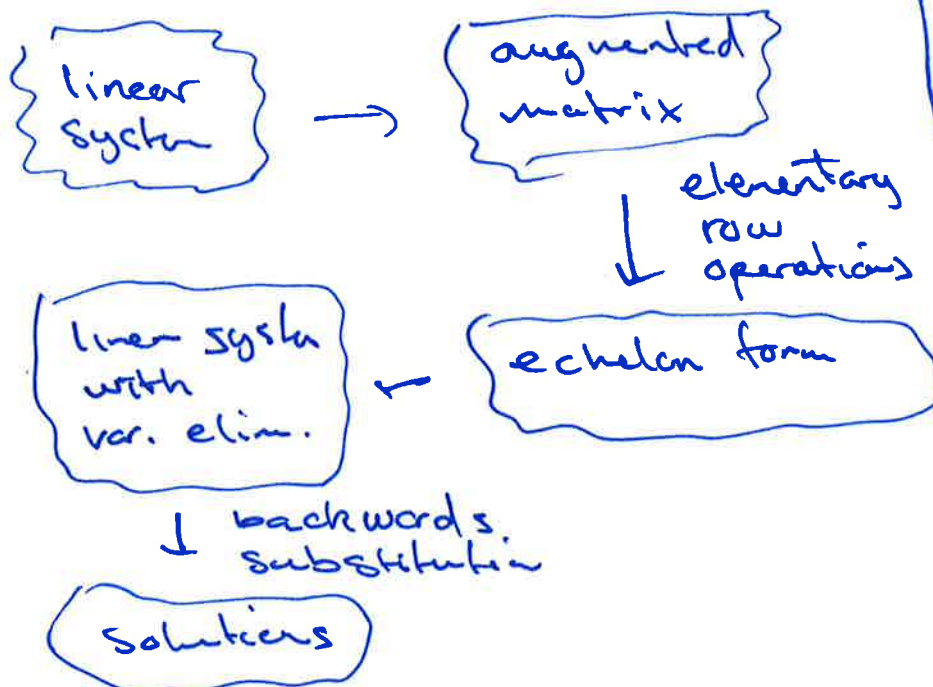 linear
system
augmented
matrix
elementary
row
operations
echelon form
linear system
with
var. elim.
backwards
substitution
solutions